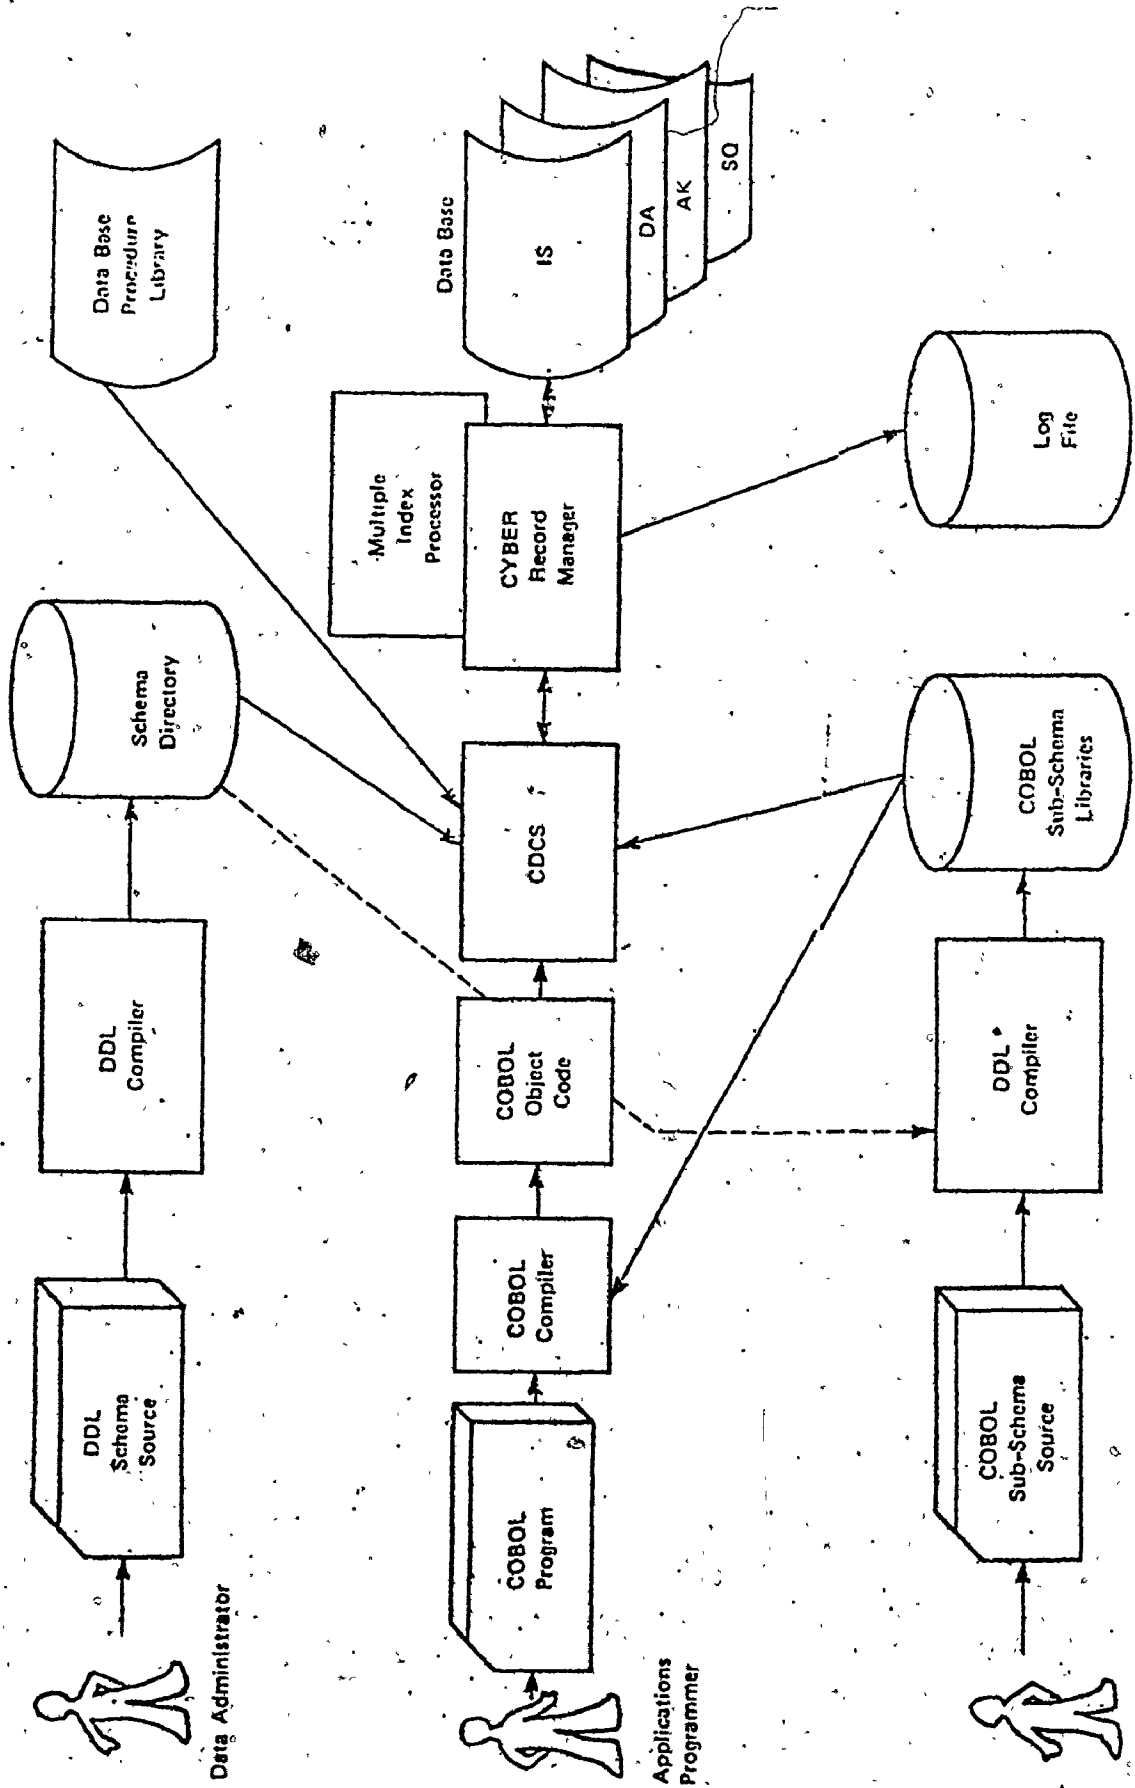 Data Administrator
DDL
Schema
Source
DDL
Compiler
Schema
Directory
Data Base
Procedure
Library
Applications
Programmer
COBOL
Program
COBOL
Compiler
COBOL
Object
Code
CDCS
Multiple
Index
Processor
CYBER
Record
Manager
Data Base
IS
DA
AK
SQ
COBOL
Sub-Schema
Source
DDL
Compiler
COBOL
Sub-Schema
Libraries
Log
File